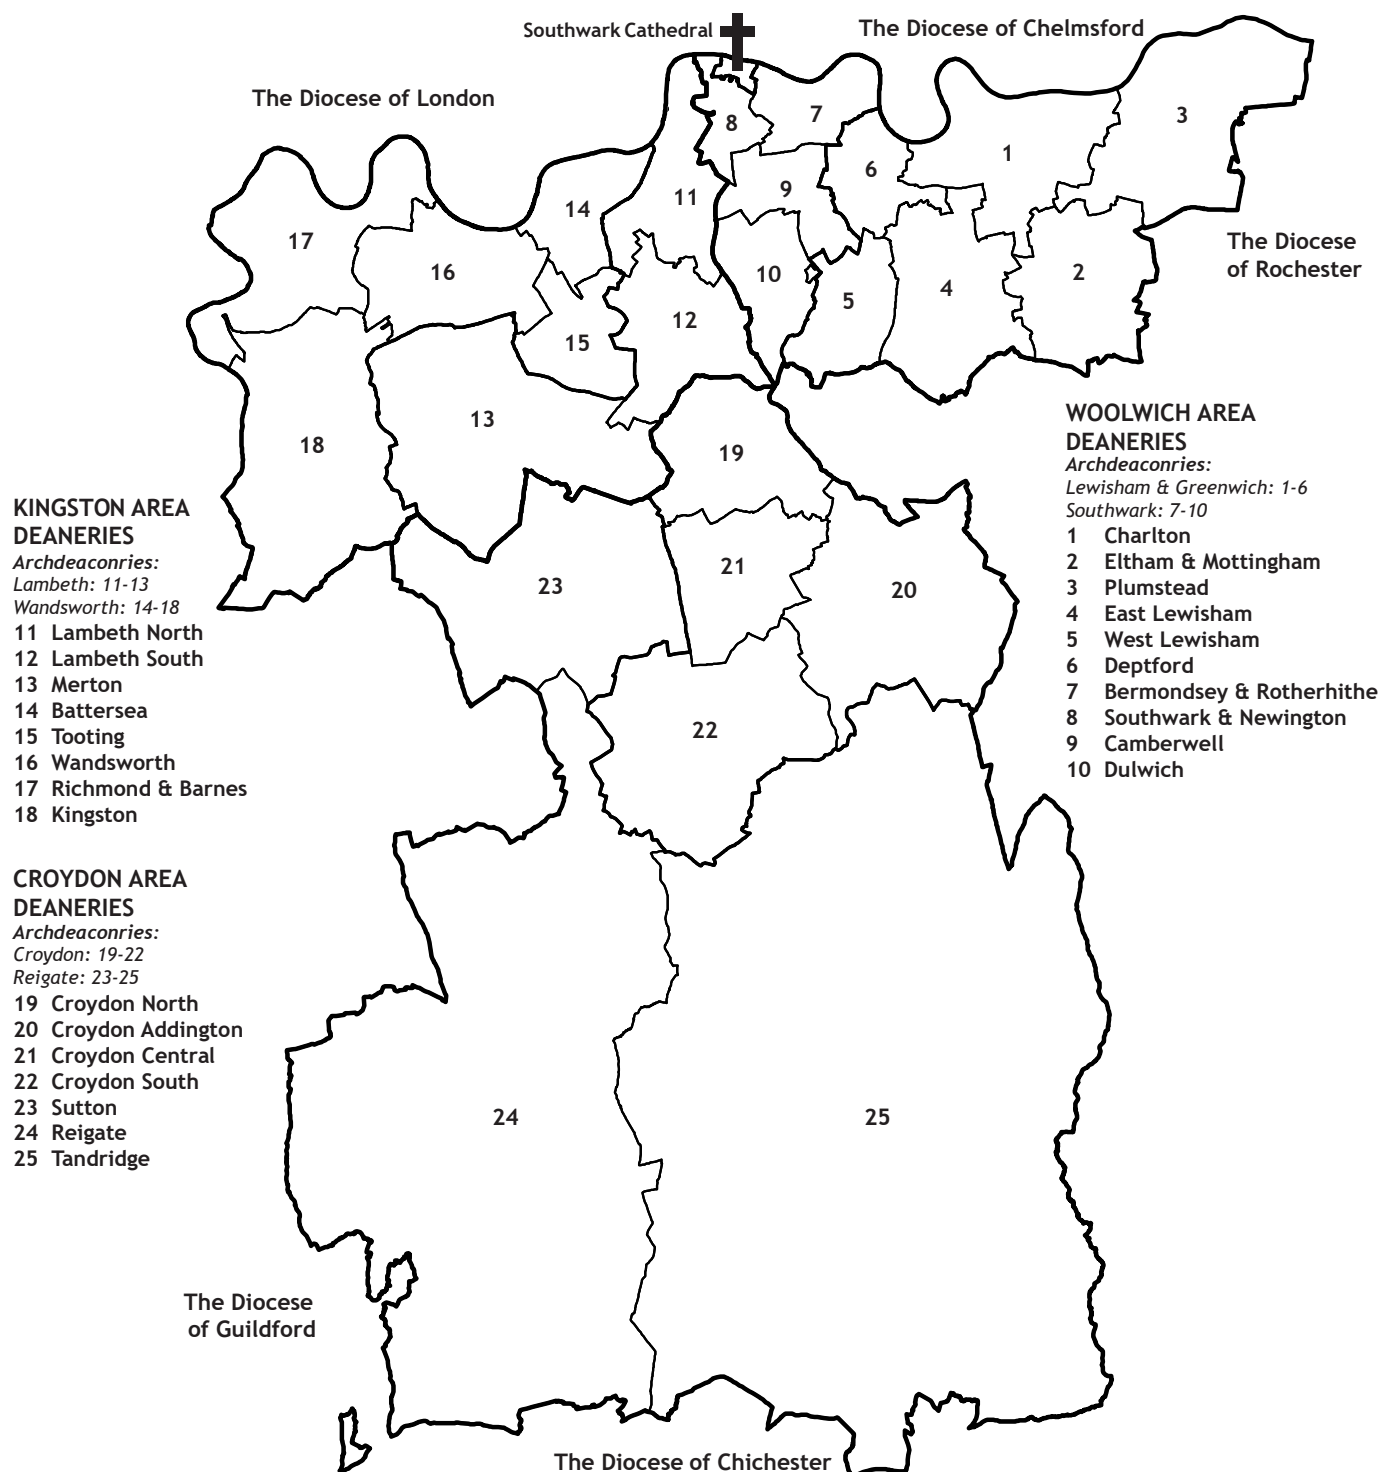 Southwark Cathedral
The Diocese of Chelmsford
The Diocese of London
3
7
8
1
6
9
11
14
17
The Diocese
of Rochester
16
10
2
4
5
12
15
13
18
19
WOOLWICH AREA
DEANERIES
Archdeaconries:
Lewisham & Greenwich: 1-6
Southwark: 7-10
1 Charlton
2 Eltham & Mottingham
3 Plumstead
4 East Lewisham
5 West Lewisham
6 Deptford
7 Bermondsey & Rotherhithe
8 Southwark & Newington
9 Camberwell
10 Dulwich
KINGSTON AREA
DEANERIES
Archdeaconries:
Lambeth: 11-13
Wandsworth: 14-18
11 Lambeth North
12 Lambeth South
13 Merton
14 Battersea
15 Tooting
16 Wandsworth
17 Richmond & Barnes
18 Kingston
21
23
20
22
CROYDON AREA
DEANERIES
Archdeaconries:
Croydon: 19-22
Reigate: 23-25
19 Croydon North
20 Croydon Addington
21 Croydon Central
22 Croydon South
23 Sutton
24 Reigate
25 Tandridge
24
25
The Diocese
of Guildford
The Diocese of Chichester